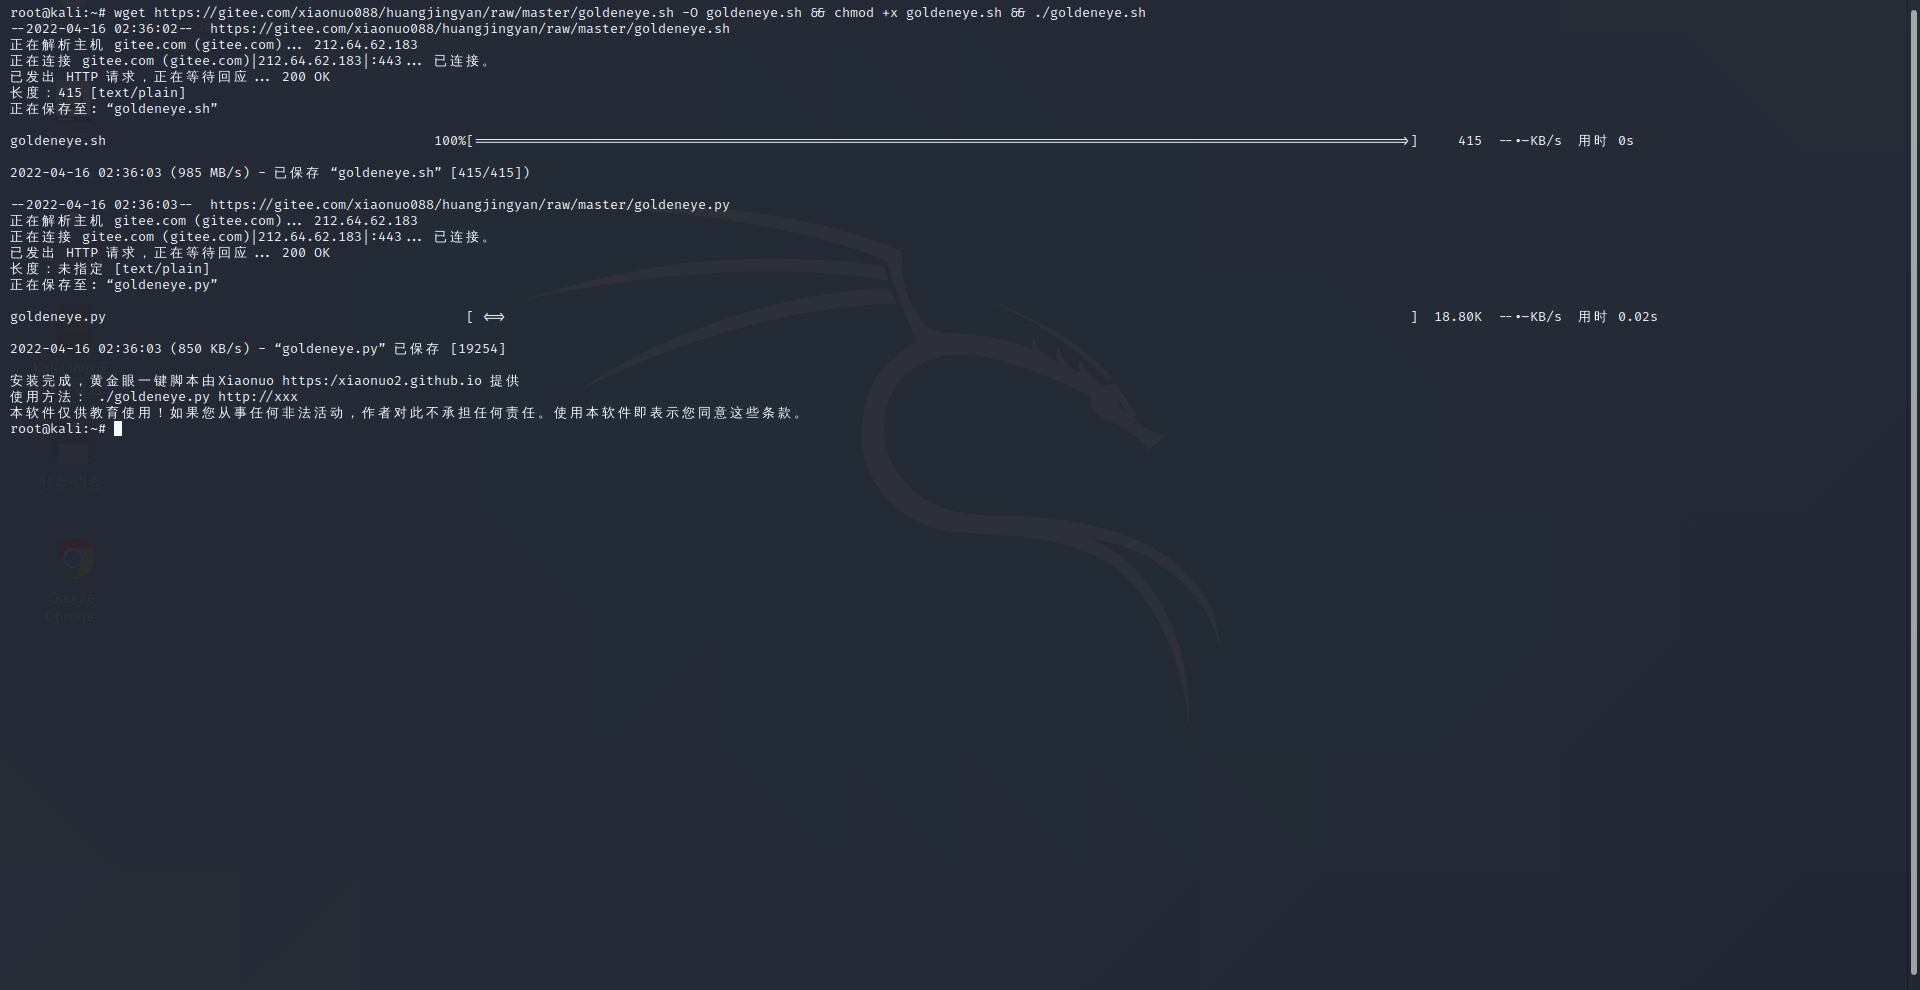 root@kali:~# wget https://gitee.com/xiaonuo088/huangjingyan/raw/master/goldeneye.sh -O goldeneye.sh && chmod +x goldeneye.sh && ./goldeneye.sh
--2022-04-16 02:36:02--  https://gitee.com/xiaonuo088/huangjingyan/raw/master/goldeneye.sh
正在解析主机 gitee.com (gitee.com)... 212.64.62.183
正在连接 gitee.com (gitee.com)|212.64.62.183|:443... 已连接。
已发出 HTTP 请求，正在等待回应... 200 OK
长度：415 [text/plain]
正在保存至: “goldeneye.sh”
goldeneye.sh 100%[=================================================>] 415 --.-KB/s 用时 0s
2022-04-16 02:36:03 (985 MB/s) - 已保存 “goldeneye.sh” [415/415])
--2022-04-16 02:36:03--  https://gitee.com/xiaonuo088/huangjingyan/raw/master/goldeneye.py
正在解析主机 gitee.com (gitee.com)... 212.64.62.183
正在连接 gitee.com (gitee.com)|212.64.62.183|:443... 已连接。
已发出 HTTP 请求，正在等待回应... 200 OK
长度：未指定 [text/plain]
正在保存至: “goldeneye.py”
goldeneye.py [ <=> ] 18.80K --.-KB/s 用时 0.02s
2022-04-16 02:36:03 (850 KB/s) - “goldeneye.py” 已保存 [19254]
安装完成，黄金眼一键脚本由Xiaonuo https:/xiaonuo2.github.io 提供
使用方法： ./goldeneye.py http://xxx
本软件仅供教育使用！如果您从事任何非法活动，作者对此不承担任何责任。使用本软件即表示您同意这些条款。
root@kali:~#
Google
Chrome